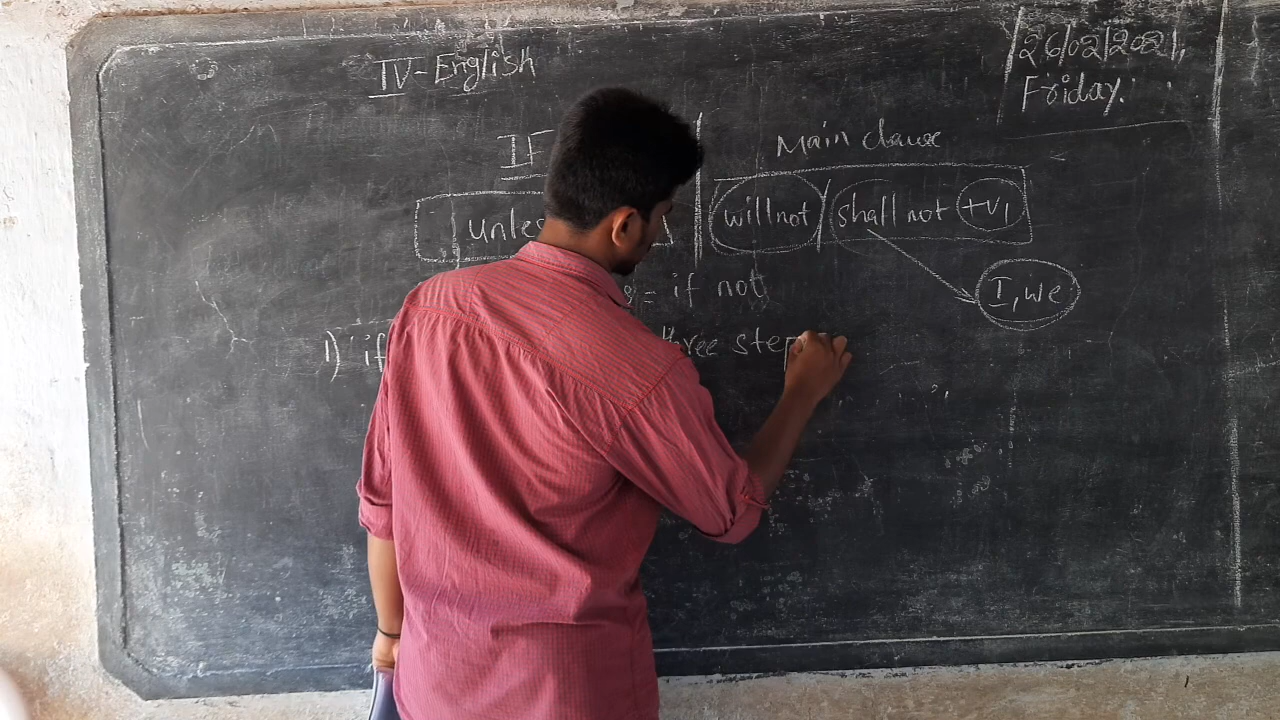 IV-English
26/02/2021,
Friday.
IF
Main clause
will not / shall not +V1
= if not
I, we
1) if three step